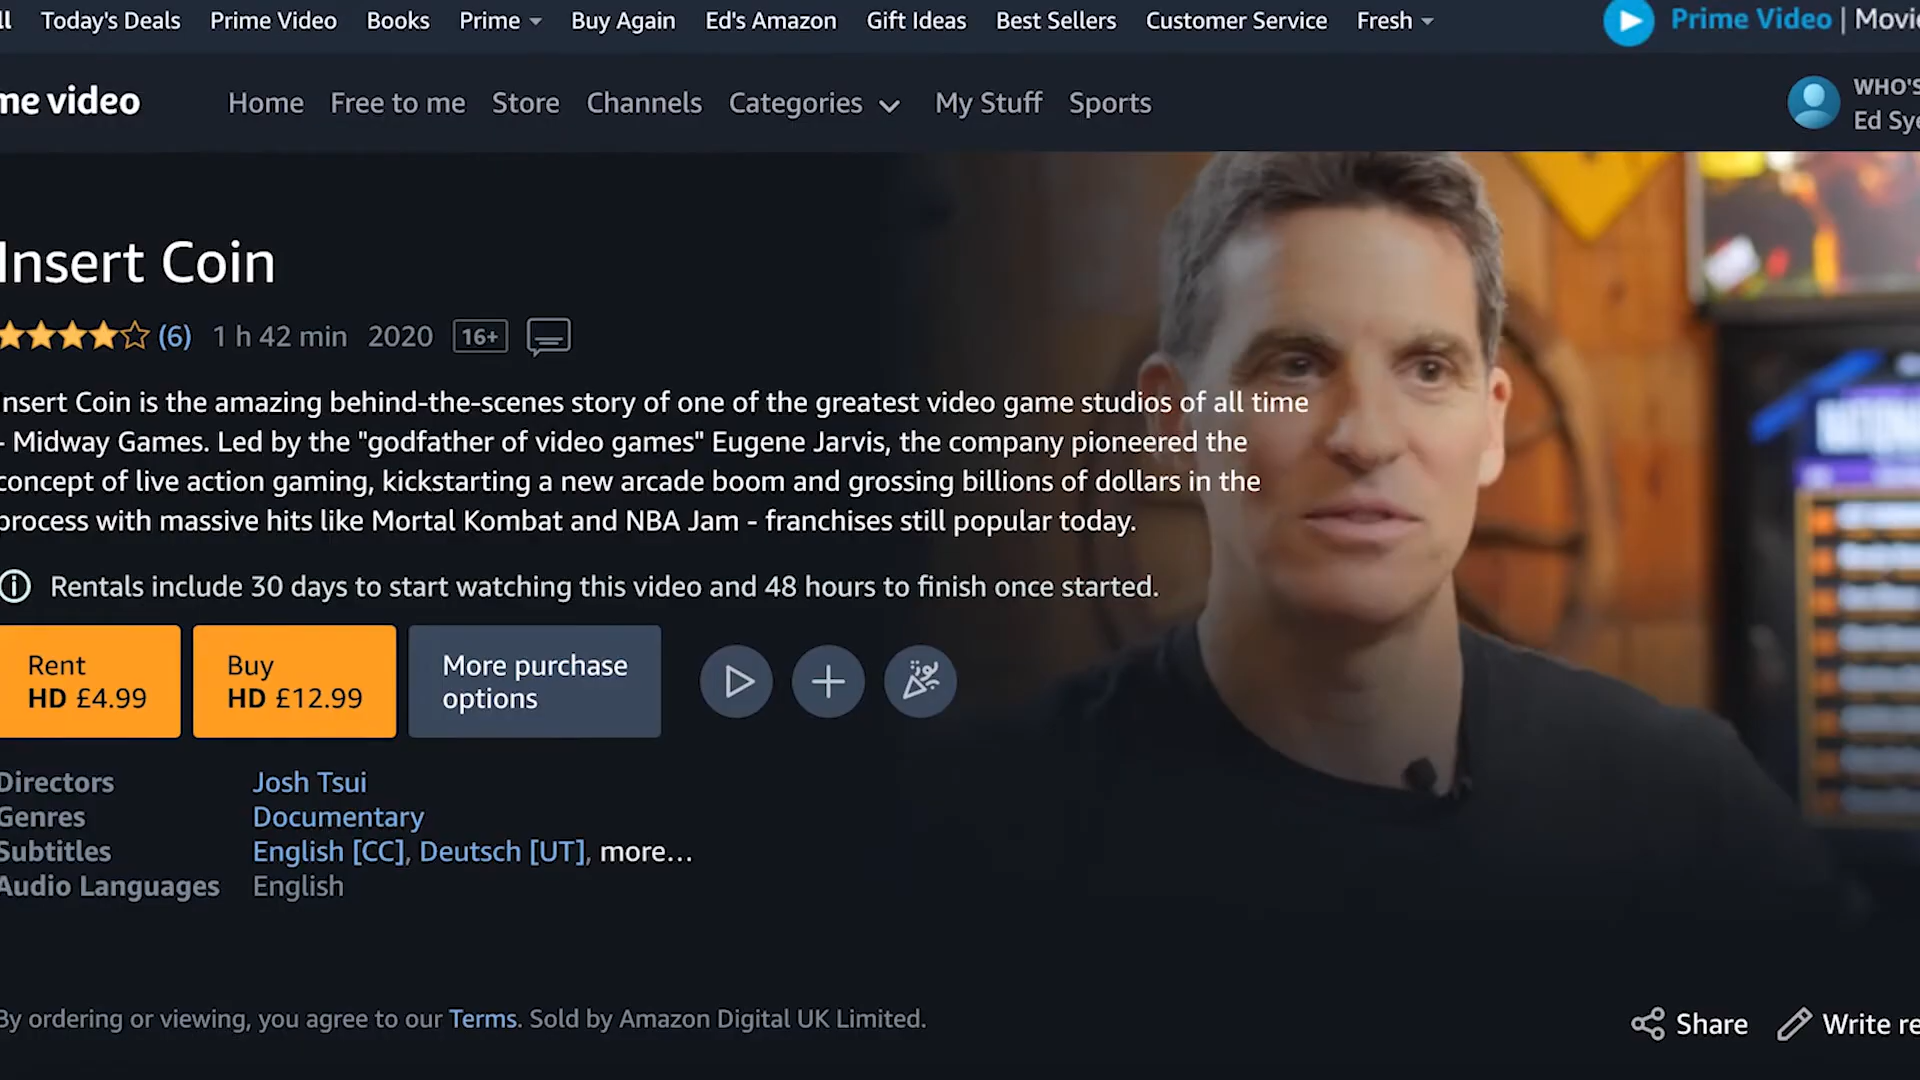 Today's Deals Prime Video Books Prime Buy Again Ed's Amazon Gift Ideas Best Sellers Customer Service Fresh Prime Video | Movie
me video Home Free to me Store Channels Categories My Stuff Sports WHO'S
Ed Sye
Insert Coin
(6) 1 h 42 min 2020 16+
Insert Coin is the amazing behind-the-scenes story of one of the greatest video game studios of all time
- Midway Games. Led by the "godfather of video games" Eugene Jarvis, the company pioneered the
concept of live action gaming, kickstarting a new arcade boom and grossing billions of dollars in the
process with massive hits like Mortal Kombat and NBA Jam - franchises still popular today.
Rentals include 30 days to start watching this video and 48 hours to finish once started.
Rent
HD £4.99
Buy
HD £12.99
More purchase
options
Directors Josh Tsui
Genres Documentary
Subtitles English [CC], Deutsch [UT], more...
Audio Languages English
By ordering or viewing, you agree to our Terms. Sold by Amazon Digital UK Limited.
Share Write re